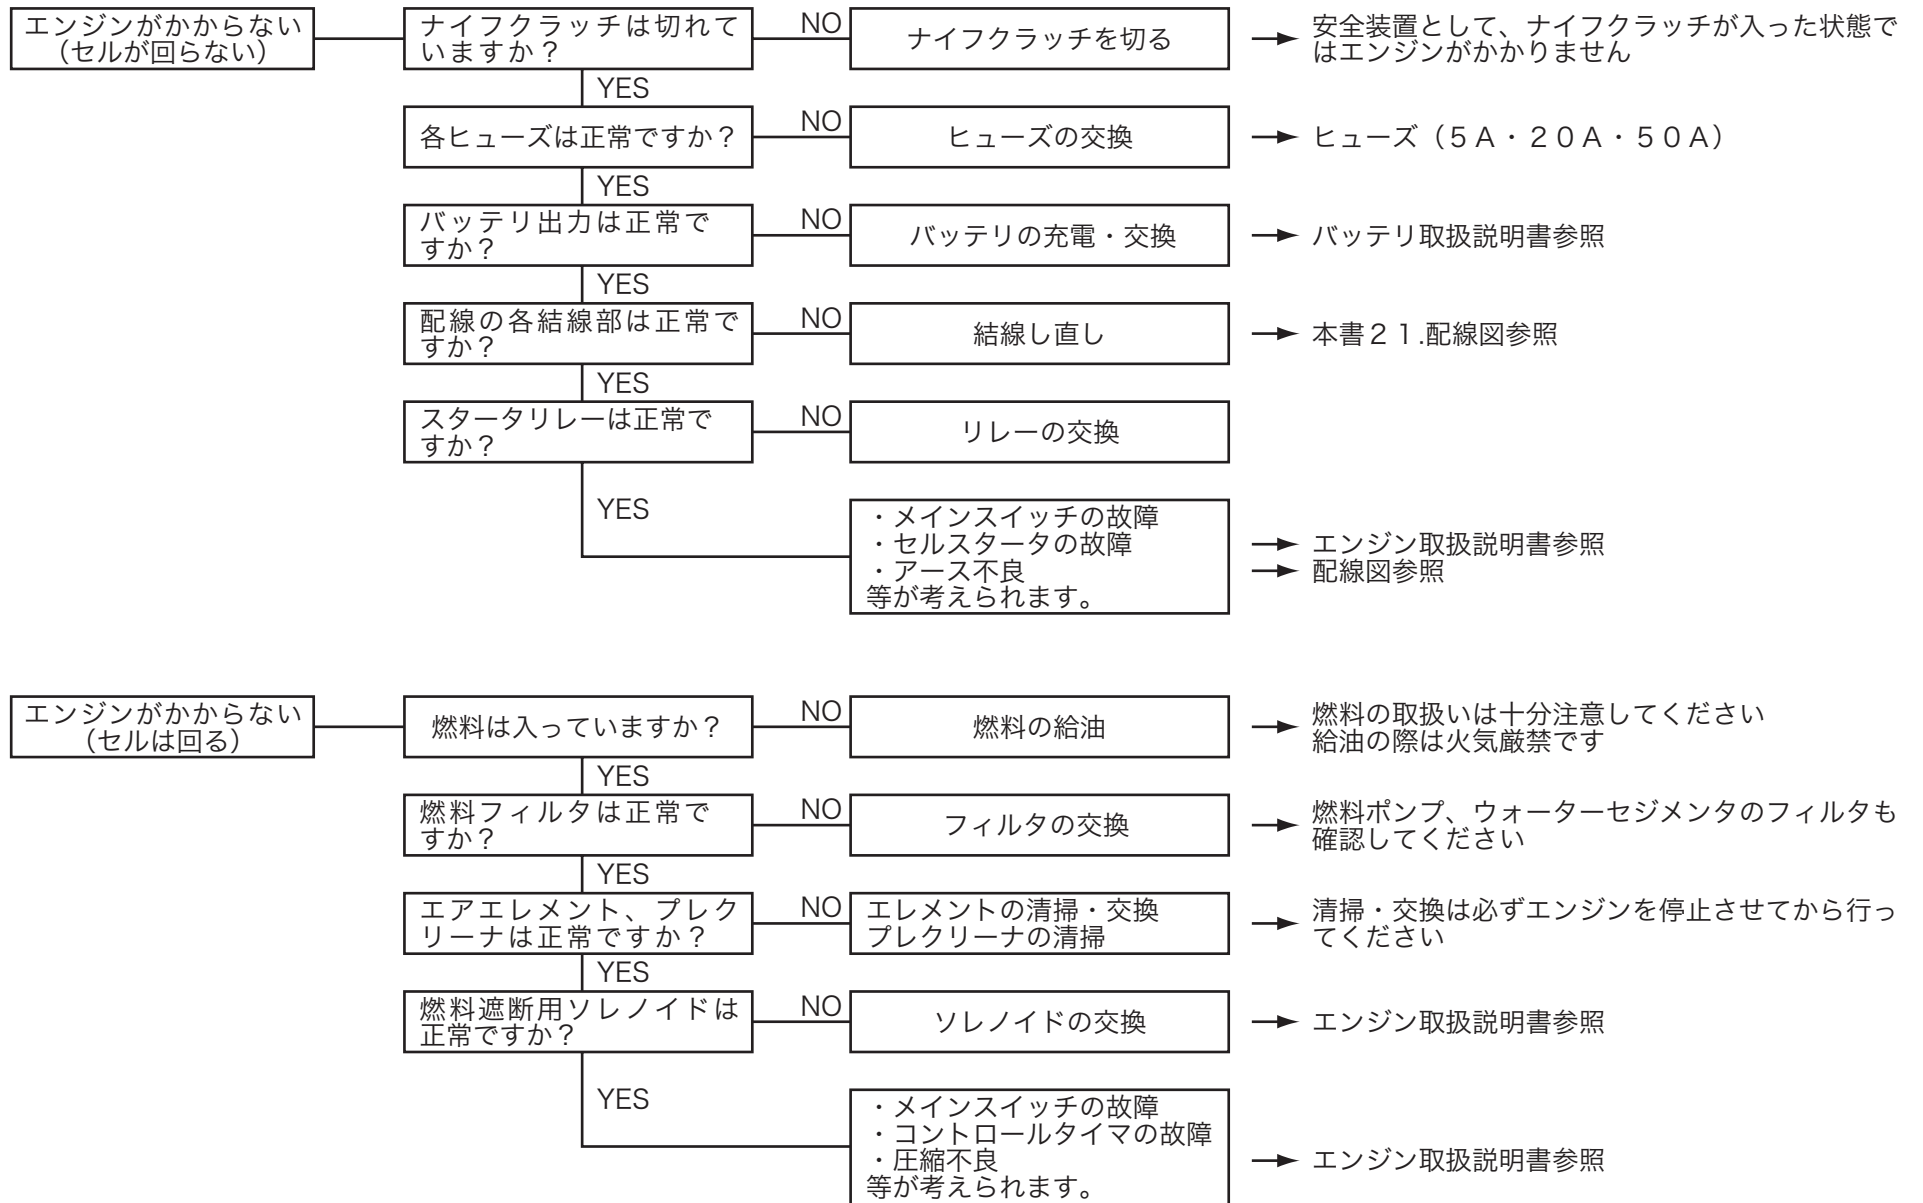 エンジンがかからない
（セルが回らない）
ナイフクラッチは切れて
いますか？
NO
ナイフクラッチを切る
安全装置として、ナイフクラッチが入った状態で
はエンジンがかかりません
YES
各ヒューズは正常ですか？
NO
ヒューズの交換
ヒューズ（５Ａ・２０Ａ・５０Ａ）
YES
バッテリ出力は正常で
すか？
NO
バッテリの充電・交換
バッテリ取扱説明書参照
YES
配線の各結線部は正常で
すか？
NO
結線し直し
本書２１.配線図参照
YES
スタータリレーは正常で
すか？
NO
リレーの交換
YES
・メインスイッチの故障
・セルスタータの故障
・アース不良
等が考えられます。
エンジン取扱説明書参照
配線図参照
エンジンがかからない
（セルは回る）
燃料は入っていますか？
NO
燃料の給油
燃料の取扱いは十分注意してください
給油の際は火気厳禁です
YES
燃料フィルタは正常で
すか？
NO
フィルタの交換
燃料ポンプ、ウォーターセジメンタのフィルタも
確認してください
YES
エアエレメント、プレク
リーナは正常ですか？
NO
エレメントの清掃・交換
プレクリーナの清掃
清掃・交換は必ずエンジンを停止させてから行っ
てください
YES
燃料遮断用ソレノイドは
正常ですか？
NO
ソレノイドの交換
エンジン取扱説明書参照
YES
・メインスイッチの故障
・コントロールタイマの故障
・圧縮不良
等が考えられます。
エンジン取扱説明書参照